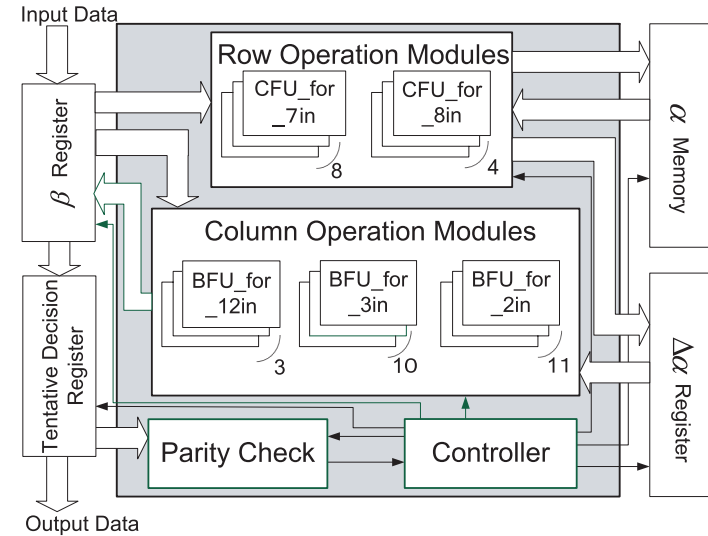 Input Data
β Register
Tentative Decision
Register
Output Data
Row Operation Modules
CFU_for
_7in
8
CFU_for
_8in
4
Column Operation Modules
BFU_for
_12in
3
BFU_for
_3in
10
BFU_for
_2in
11
Parity Check
Controller
α Memory
Δα Register